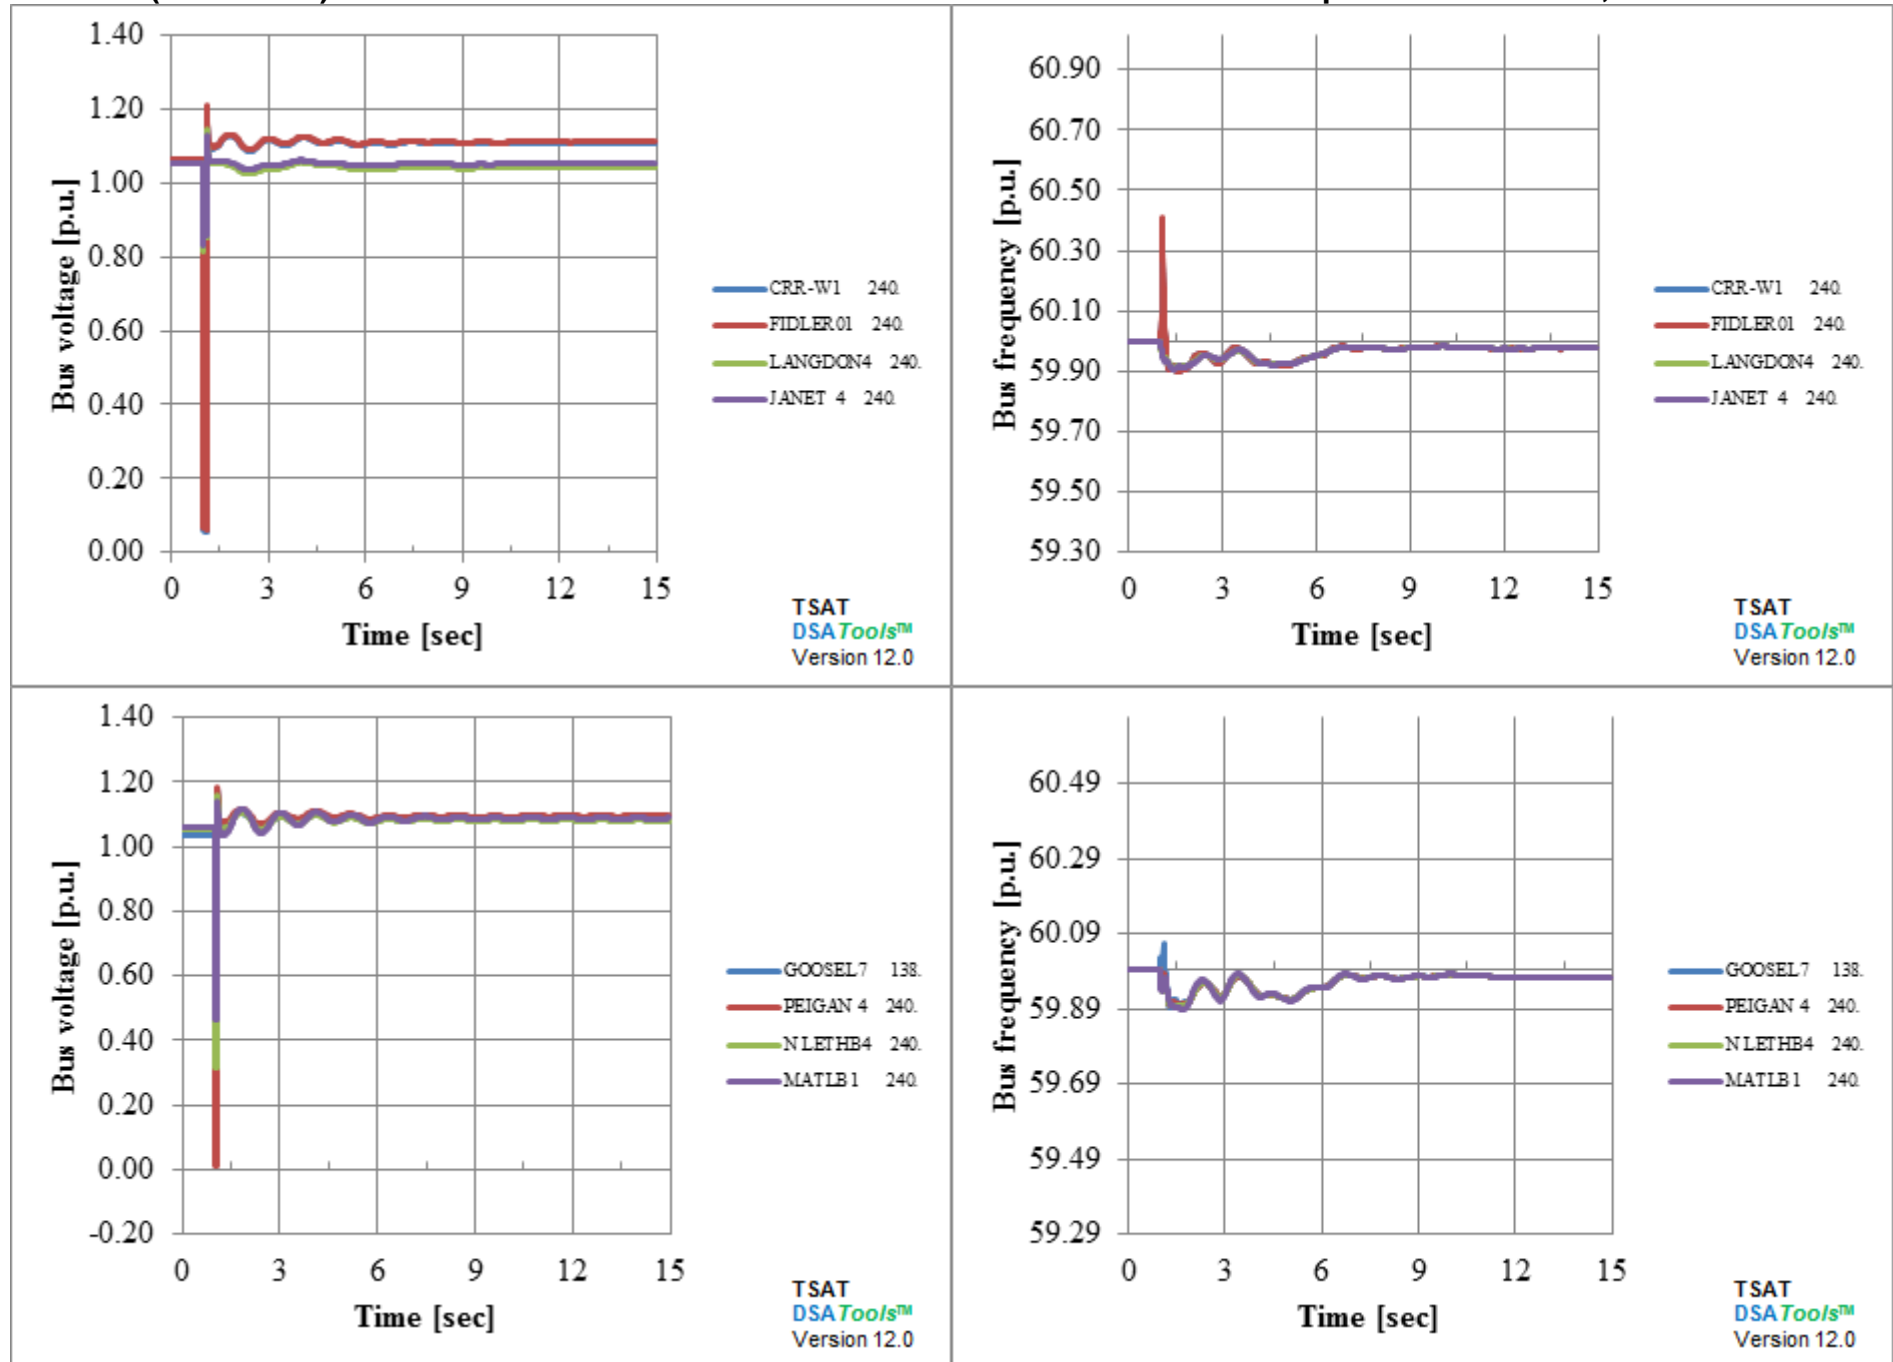 1.40
1.20
1.00
0.80
0.60
0.40
0.20
0.00
0 3 6 9 12 15
Bus voltage [p.u.]
Time [sec]
CRR-W1 240.
FIDLER01 240.
LANGDON4 240.
JANET 4 240.
TSAT
DSATools™
Version 12.0
60.90
60.70
60.50
60.30
60.10
59.90
59.70
59.50
59.30
0 3 6 9 12 15
Bus frequency [p.u.]
Time [sec]
CRR-W1 240.
FIDLER01 240.
LANGDON4 240.
JANET 4 240.
TSAT
DSATools™
Version 12.0
1.40
1.20
1.00
0.80
0.60
0.40
0.20
0.00
-0.20
0 3 6 9 12 15
Bus voltage [p.u.]
Time [sec]
GOOSEL7 138.
PEIGAN 4 240.
N LETHB4 240.
MATLB1 240.
TSAT
DSATools™
Version 12.0
60.49
60.29
60.09
59.89
59.69
59.49
59.29
0 3 6 9 12 15
Bus frequency [p.u.]
Time [sec]
GOOSEL7 138.
PEIGAN 4 240.
N LETHB4 240.
MATLB1 240.
TSAT
DSATools™
Version 12.0